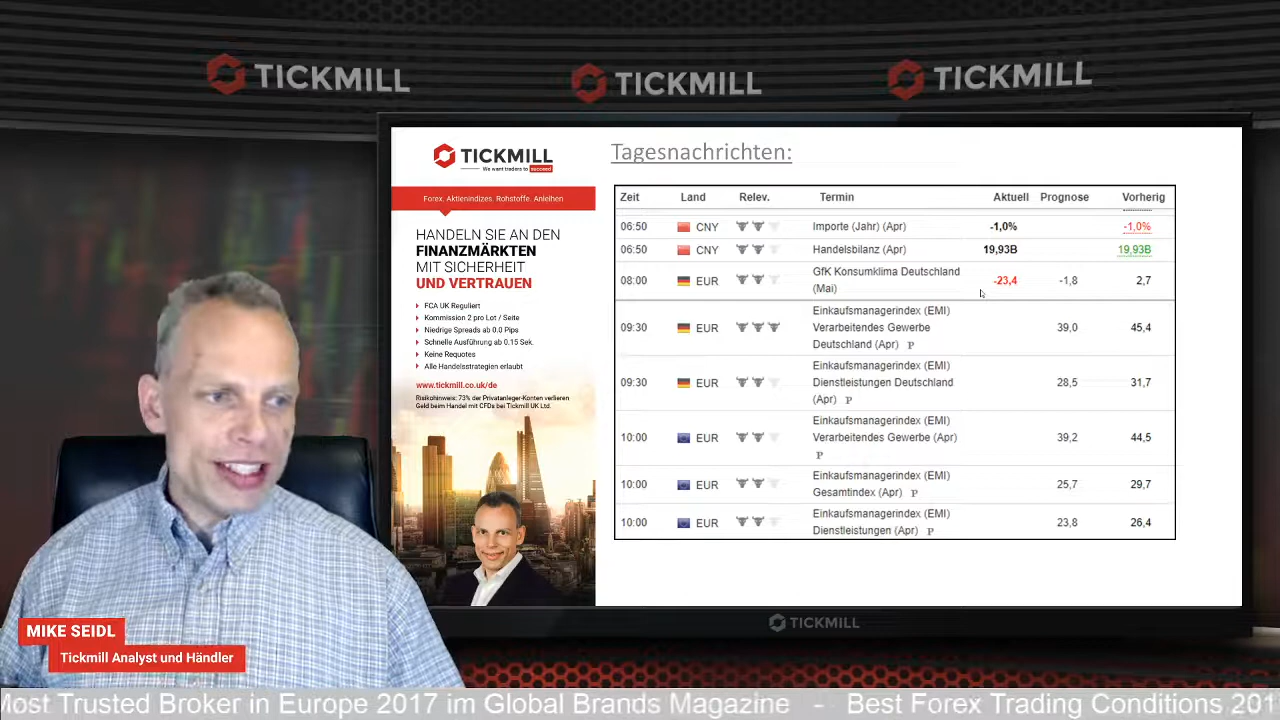 TICKMILL
TICKMILL
TICKMILL
TICKMILL
We want traders to succeed
Forex. Aktienindizes. Rohstoffe. Anleihen
HANDELN SIE AN DEN
FINANZMÄRKTEN
MIT SICHERHEIT
UND VERTRAUEN
FCA UK Reguliert
Kommission 2 pro Lot / Seite
Niedrige Spreads ab 0.0 Pips
Schnelle Ausführung ab 0.15 Sek.
Keine Requotes
Alle Handelsstrategien erlaubt
www.tickmill.co.uk/de
Risikohinweis: 73% der Privatanleger-Konten verlieren
Geld beim Handel mit CFDs bei Tickmill UK Ltd.
Tagesnachrichten:
Zeit Land Relev. Termin Aktuell Prognose Vorherig
06:50 CNY Importe (Jahr) (Apr) -1,0% -1,0%
06:50 CNY Handelsbilanz (Apr) 19,93B 19,93B
08:00 EUR GfK Konsumklima Deutschland -23,4 -1,8 2,7
(Mai)
Einkaufsmanagerindex (EMI)
09:30 EUR Verarbeitendes Gewerbe 39,0 45,4
Deutschland (Apr) P
Einkaufsmanagerindex (EMI)
09:30 EUR Dienstleistungen Deutschland 28,5 31,7
(Apr) P
Einkaufsmanagerindex (EMI)
10:00 EUR Verarbeitendes Gewerbe (Apr) 39,2 44,5
P
Einkaufsmanagerindex (EMI)
10:00 EUR Gesamtindex (Apr) P 25,7 29,7
Einkaufsmanagerindex (EMI)
10:00 EUR Dienstleistungen (Apr) P 23,8 26,4
TICKMILL
MIKE SEIDL
Tickmill Analyst und Händler
Most Trusted Broker in Europe 2017 im Global Brands Magazine - Best Forex Trading Conditions 201